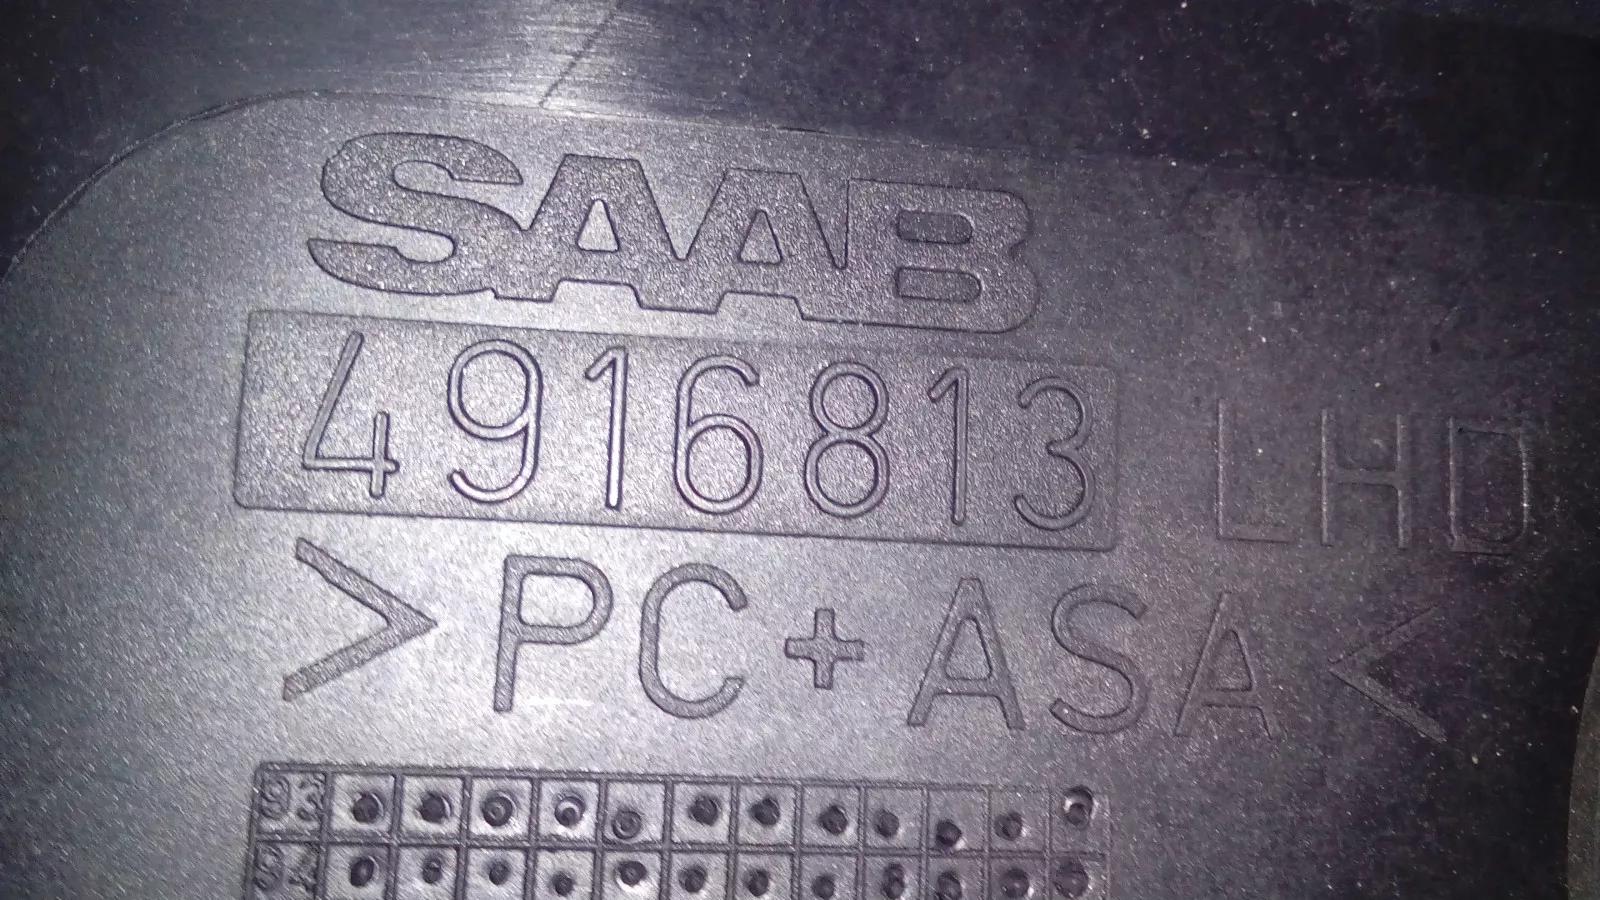 SAAB
4916813 LHD
>PC+ASA<